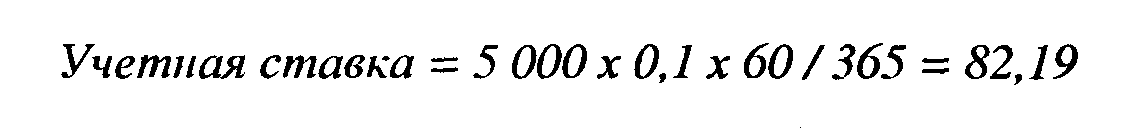 Учетная ставка = 5 000 x 0,1 x 60 / 365 = 82,19